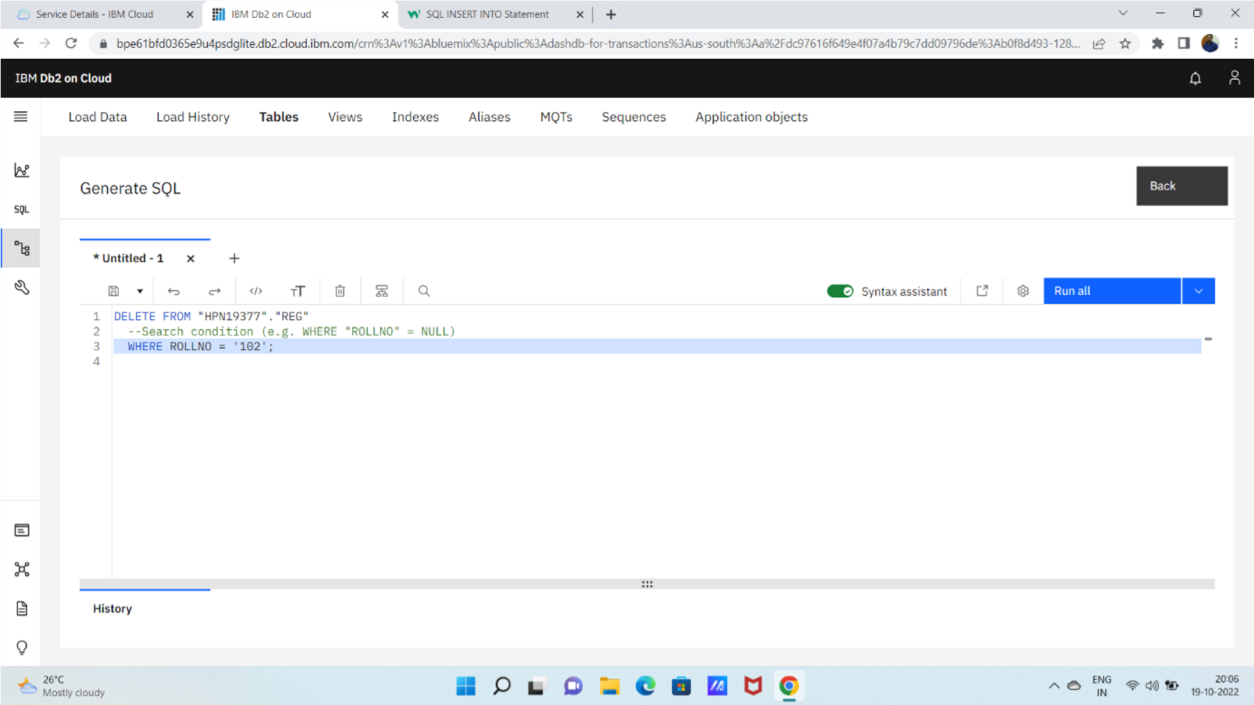 Service Details - IBM Cloud
IBM Db2 on Cloud
SQL INSERT INTO Statement
bpe61bfd0365e9u4psdglite.db2.cloud.ibm.com/crn%3Av1%3Abluemix%3Apublic%3Adashdb-for-transactions%3Aus-south%3Aa%2Fdc97616f649e4f07a4b79c7dd09796de%3Ab0f8d493-128...
IBM Db2 on Cloud
Load Data Load History Tables Views Indexes Aliases MQTs Sequences Application objects
SQL
Generate SQL
Back
* Untitled - 1
Syntax assistant
Run all
1 DELETE FROM "HPN19377"."REG"
2 --Search condition (e.g. WHERE "ROLLNO" = NULL)
3 WHERE ROLLNO = '102';
4
History
26°C
Mostly cloudy
ENG
IN
20:06
19-10-2022